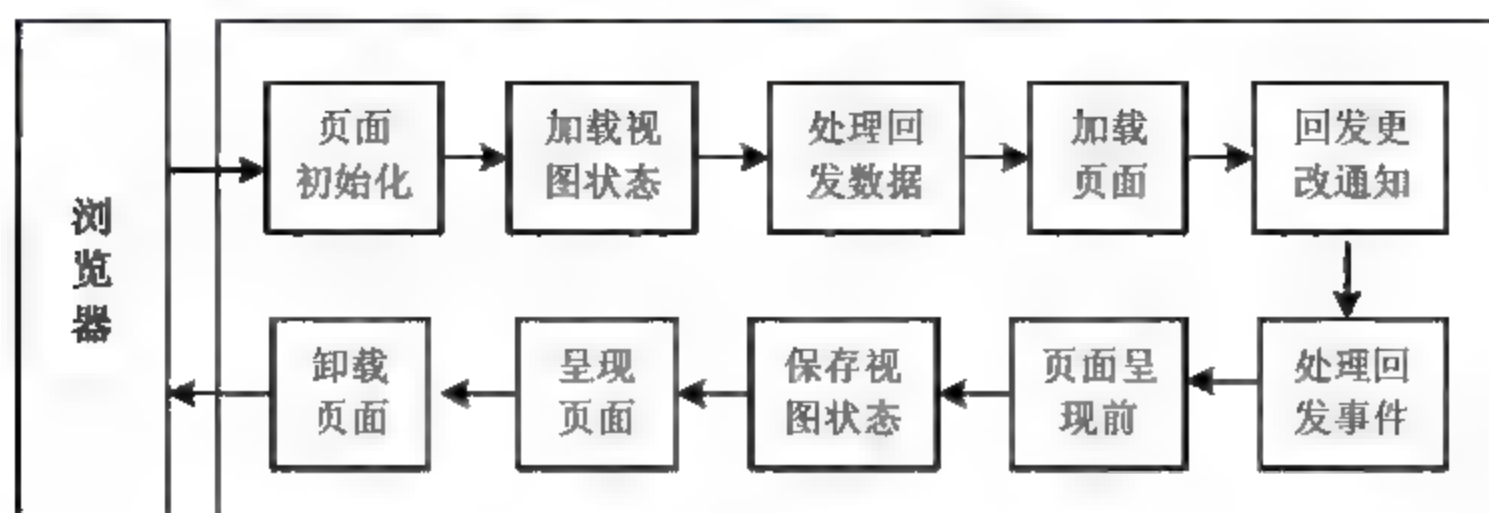 浏览器
页面
初始化
加载视
图状态
处理回
发数据
加载
页面
回发更
改通知
卸载
页面
呈现
页面
保存视
图状态
页面呈
现前
处理回
发事件